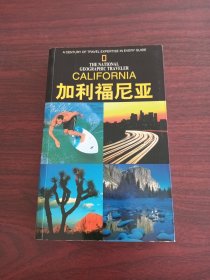 A CENTURY OF TRAVEL EXPERTISE IN EVERY GUIDE
THE NATIONAL
GEOGRAPHIC TRAVELER
CALIFORNIA
加利福尼亚